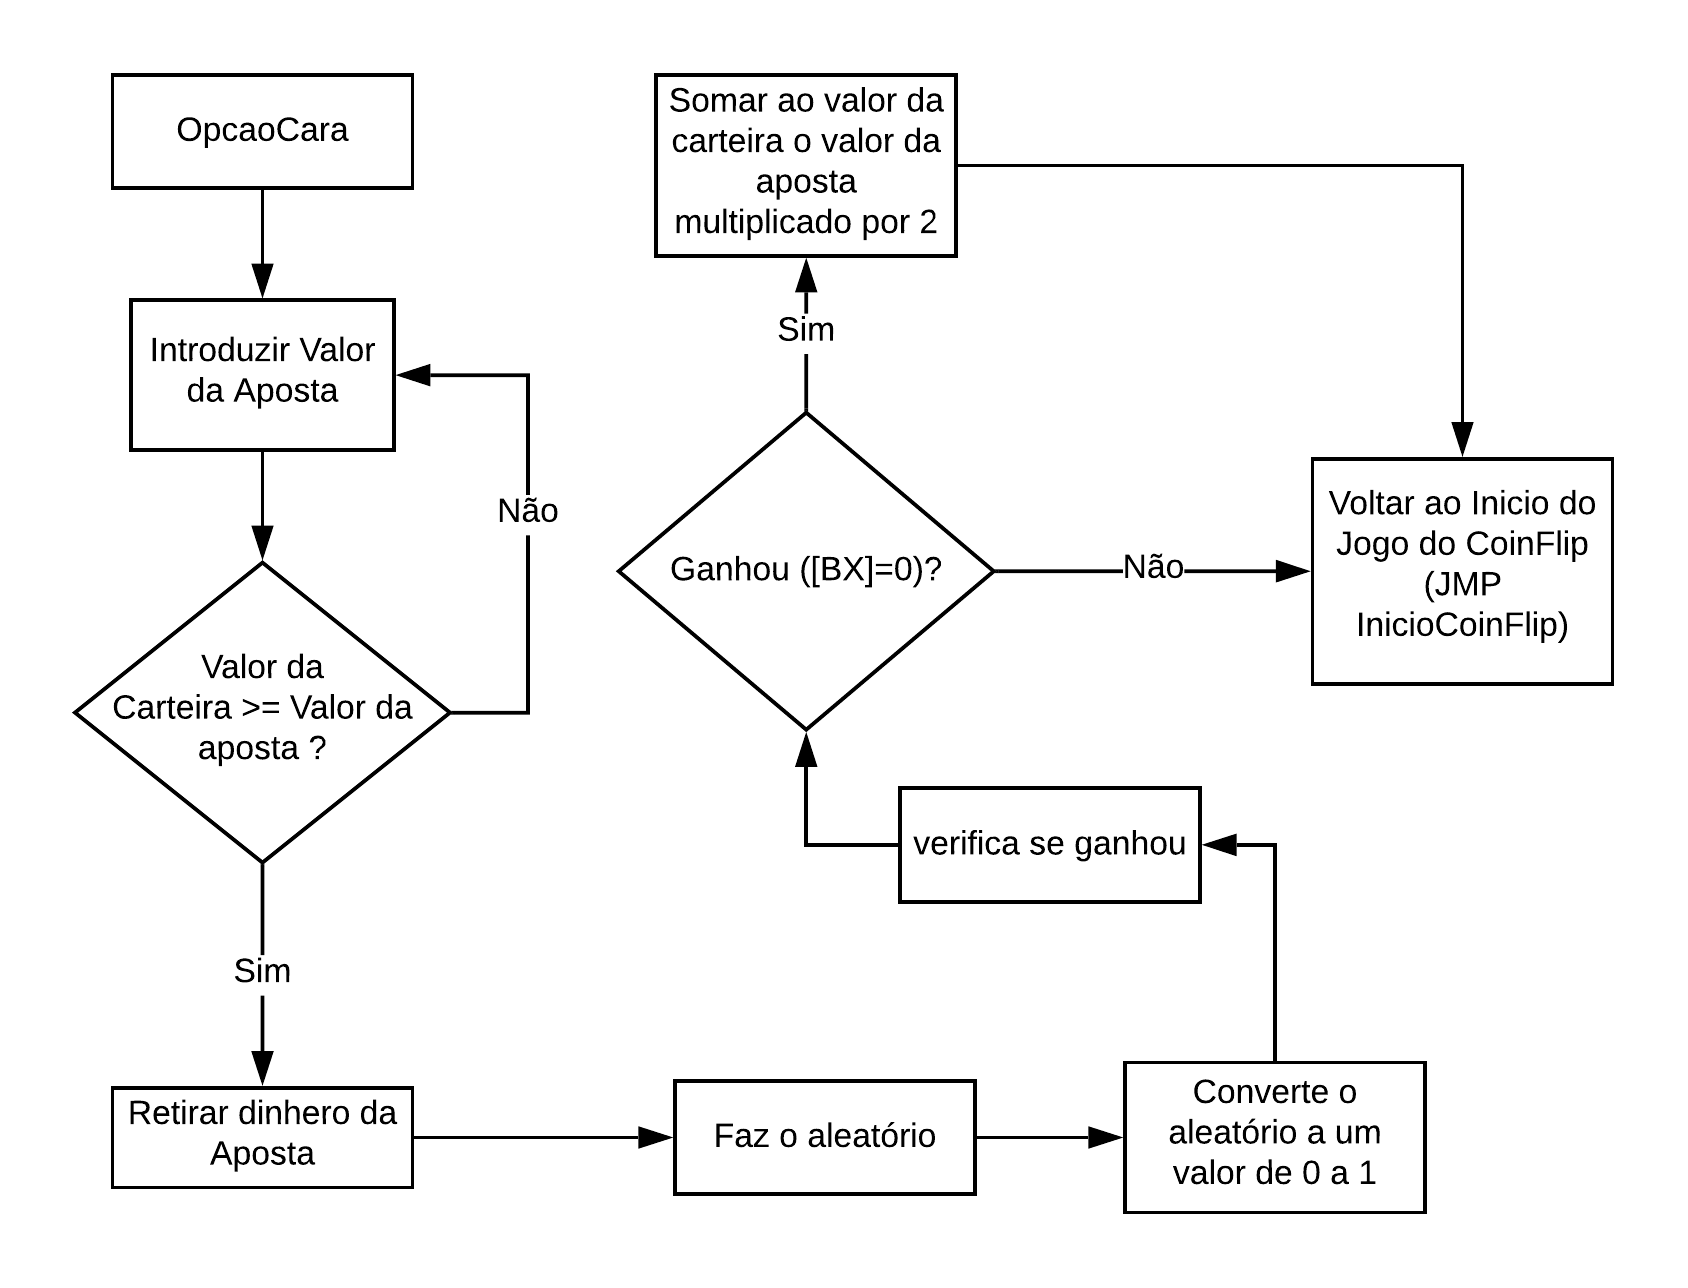 OpcaoCara
Introduzir Valor
da Aposta
Não
Valor da
Carteira >= Valor da
aposta ?
Sim
Retirar dinheiro da
Aposta
Faz o aleatório
Converte o
aleatório a um
valor de 0 a 1
verifica se ganhou
Ganhou ([BX]=0)?
Sim
Somar ao valor da
carteira o valor da
aposta
multiplicado por 2
Não
Voltar ao Inicio do
Jogo do CoinFlip
(JMP
InicioCoinFlip)